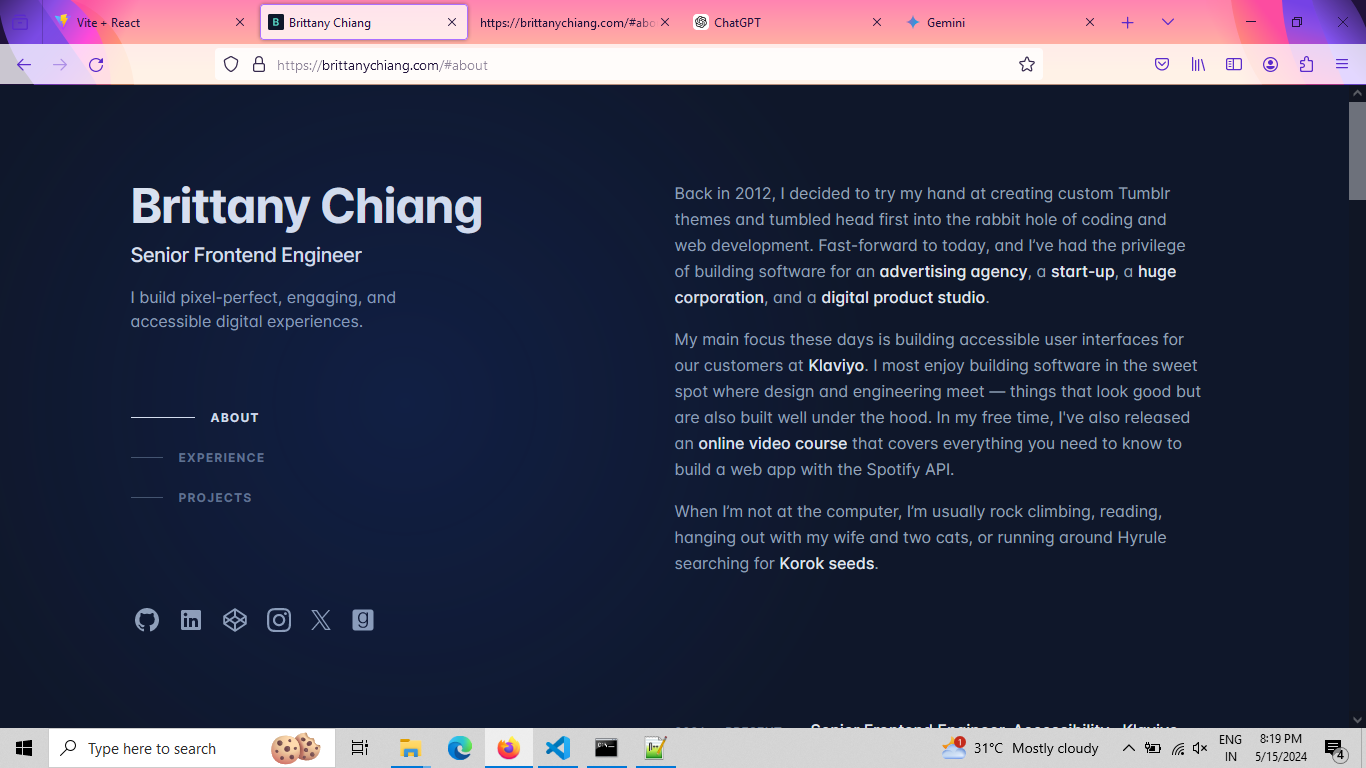 Vite + React
Brittany Chiang
https://brittanychiang.com/#abo
ChatGPT
Gemini
https://brittanychiang.com/#about
Brittany Chiang
Senior Frontend Engineer
I build pixel-perfect, engaging, and
accessible digital experiences.
ABOUT
EXPERIENCE
PROJECTS
Back in 2012, I decided to try my hand at creating custom Tumblr
themes and tumbled head first into the rabbit hole of coding and
web development. Fast-forward to today, and I’ve had the privilege
of building software for an advertising agency, a start-up, a huge
corporation, and a digital product studio.
My main focus these days is building accessible user interfaces for
our customers at Klaviyo. I most enjoy building software in the sweet
spot where design and engineering meet — things that look good but
are also built well under the hood. In my free time, I've also released
an online video course that covers everything you need to know to
build a web app with the Spotify API.
When I’m not at the computer, I’m usually rock climbing, reading,
hanging out with my wife and two cats, or running around Hyrule
searching for Korok seeds.
Senior Frontend Engineer, Accessibility · Klaviyo
Type here to search
1
31°C Mostly cloudy
ENG
IN
8:19 PM
5/15/2024
4